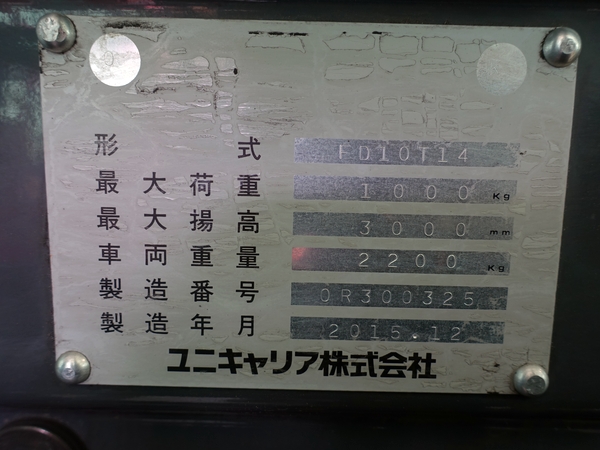 形式 FD10T14
最大荷重 1000 Kg
最大揚高 3000 mm
車両重量 2200 Kg
製造番号 0R300325
製造年月 2015.12
ユニキャリア株式会社